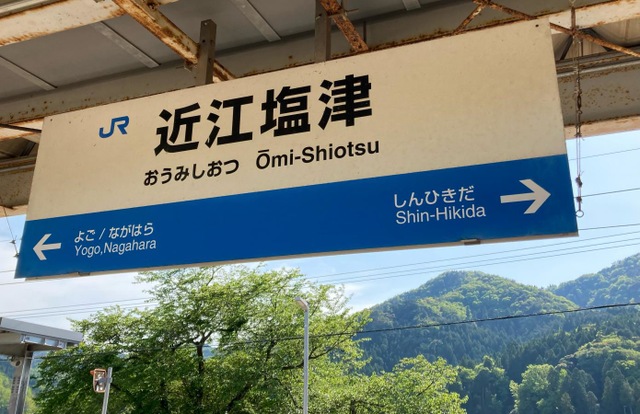 JR 近江塩津
おうみしおつ Ōmi-Shiotsu
よご / ながはら
Yogo,Nagahara
しんひきだ
Shin-Hikida